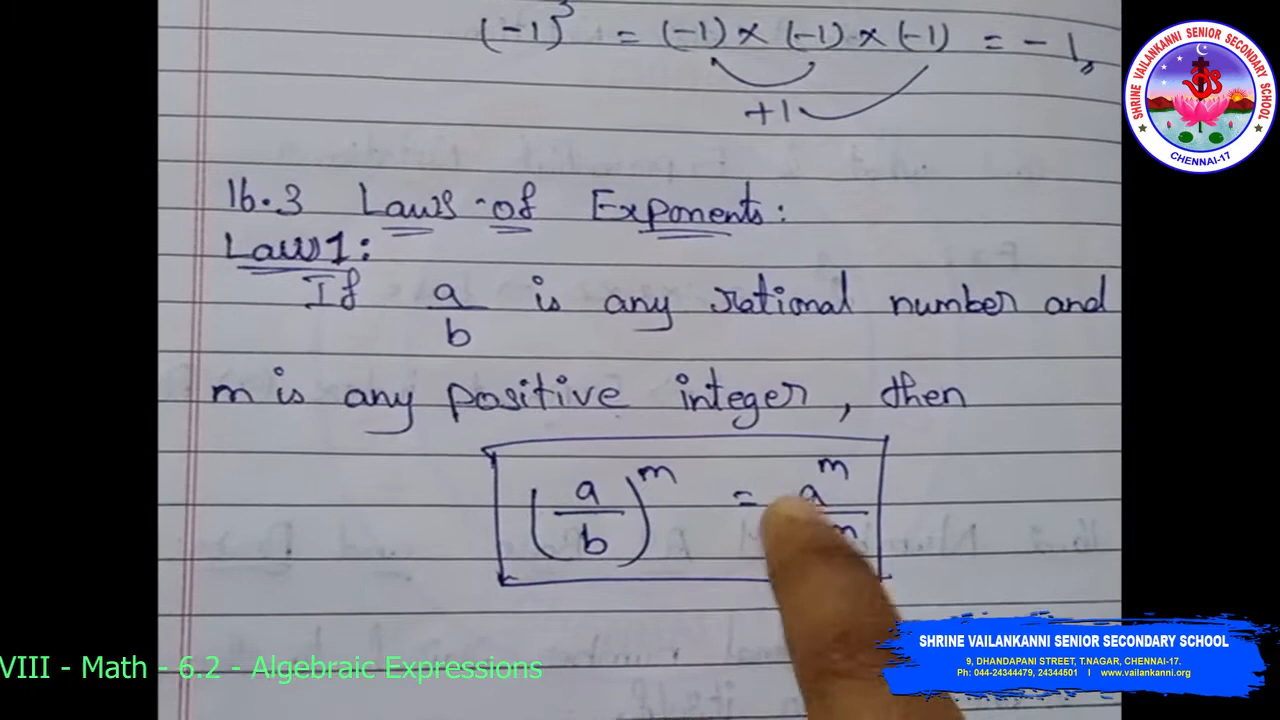 (-1)³ = (-1) × (-1) × (-1) = -1,,
+1
16.3 Laws of Exponents:
Law 1:
If a/b is any rational number and
m is any positive integer, then
(a/b)^m = a^m
SHRINE VAILANKANNI SENIOR SECONDARY SCHOOL
CHENNAI-17
VIII - Math - 6.2 - Algebraic Expressions
SHRINE VAILANKANNI SENIOR SECONDARY SCHOOL
9, DHANDAPANI STREET, T.NAGAR, CHENNAI-17.
Ph: 044-24344479, 24344501 I www.vailankanni.org